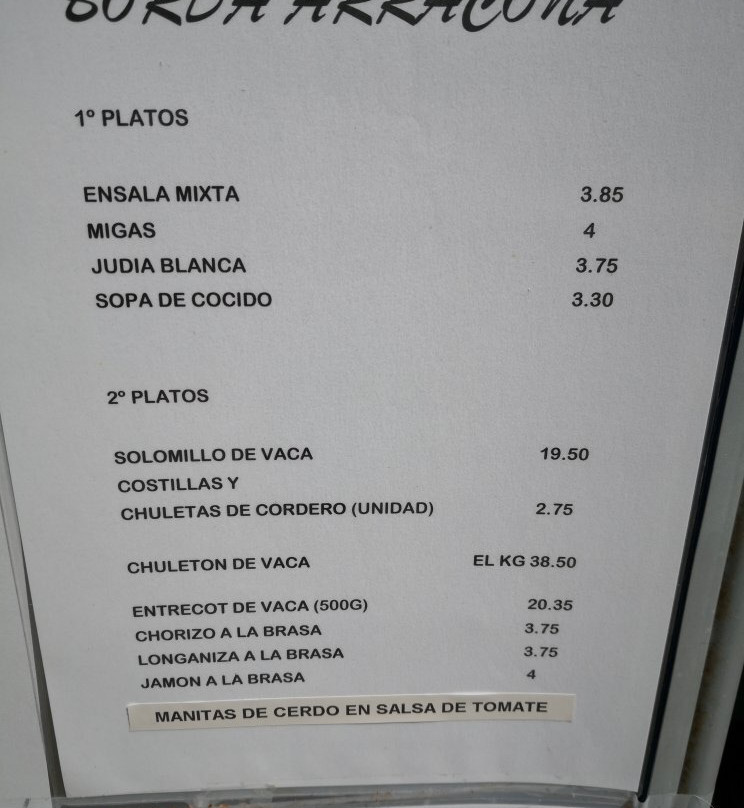 BORDA ARRACONA
1º PLATOS
ENSALA MIXTA 3.85
MIGAS 4
JUDIA BLANCA 3.75
SOPA DE COCIDO 3.30
2º PLATOS
SOLOMILLO DE VACA 19.50
COSTILLAS Y
CHULETAS DE CORDERO (UNIDAD) 2.75
CHULETON DE VACA EL KG 38.50
ENTRECOT DE VACA (500G) 20.35
CHORIZO A LA BRASA 3.75
LONGANIZA A LA BRASA 3.75
JAMON A LA BRASA 4
MANITAS DE CERDO EN SALSA DE TOMATE